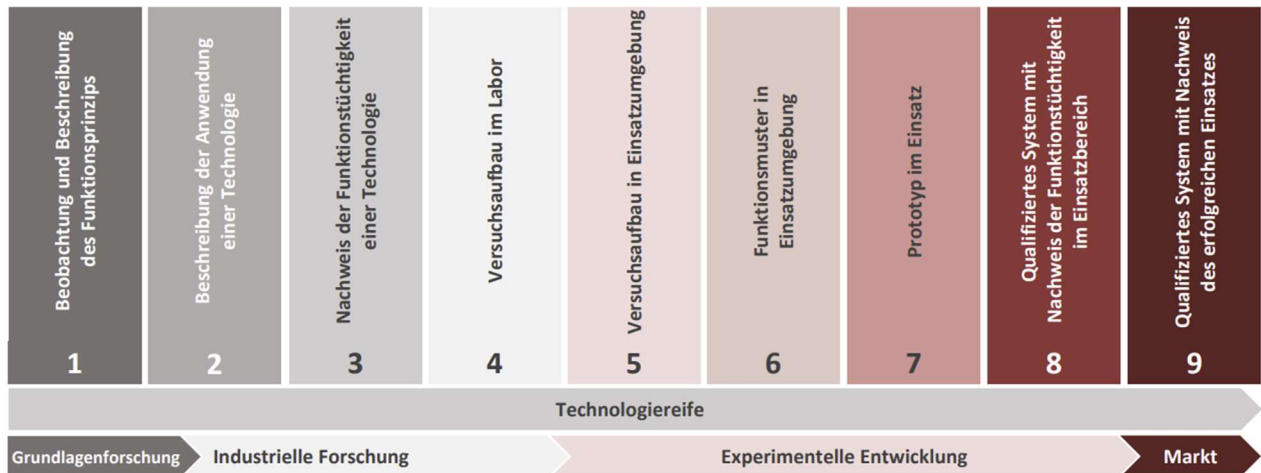 Beobachtung und Beschreibung
des Funktionsprinzips
1
Beschreibung der Anwendung
einer Technologie
2
Nachweis der Funktionstüchtigkeit
einer Technologie
3
Versuchsaufbau im Labor
4
Versuchsaufbau in Einsatzumgebung
5
Funktionsmuster in
Einsatzumgebung
6
Prototyp im Einsatz
7
Qualifiziertes System mit
Nachweis der Funktionstüchtigkeit
im Einsatzbereich
8
Qualifiziertes System mit Nachweis
des erfolgreichen Einsatzes
9
Technologiereife
Grundlagenforschung
Industrielle Forschung
Experimentelle Entwicklung
Markt